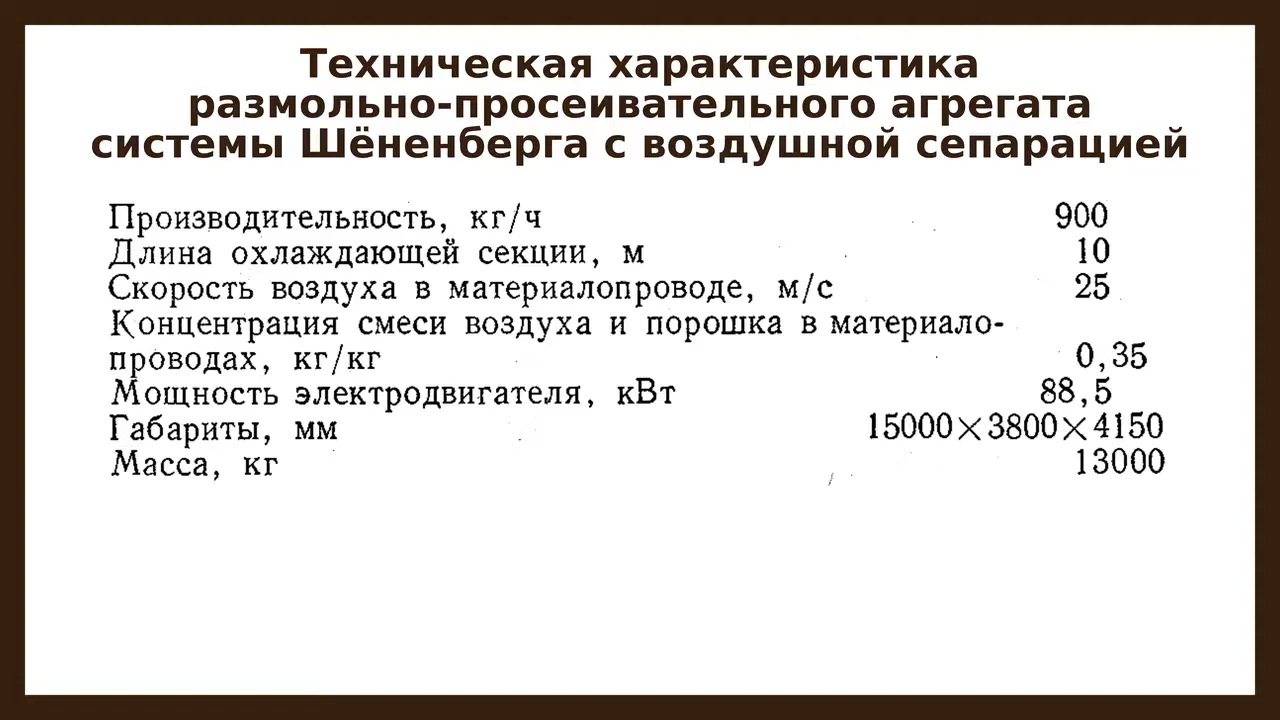 Техническая характеристика
размольно-просеивательного агрегата
системы Шёненберга с воздушной сепарацией
Производительность, кг/ч 900
Длина охлаждающей секции, м 10
Скорость воздуха в материалопроводе, м/с 25
Концентрация смеси воздуха и порошка в материало-
проводах, кг/кг 0,35
Мощность электродвигателя, кВт 88,5
Габариты, мм 15000×3800×4150
Масса, кг 13000